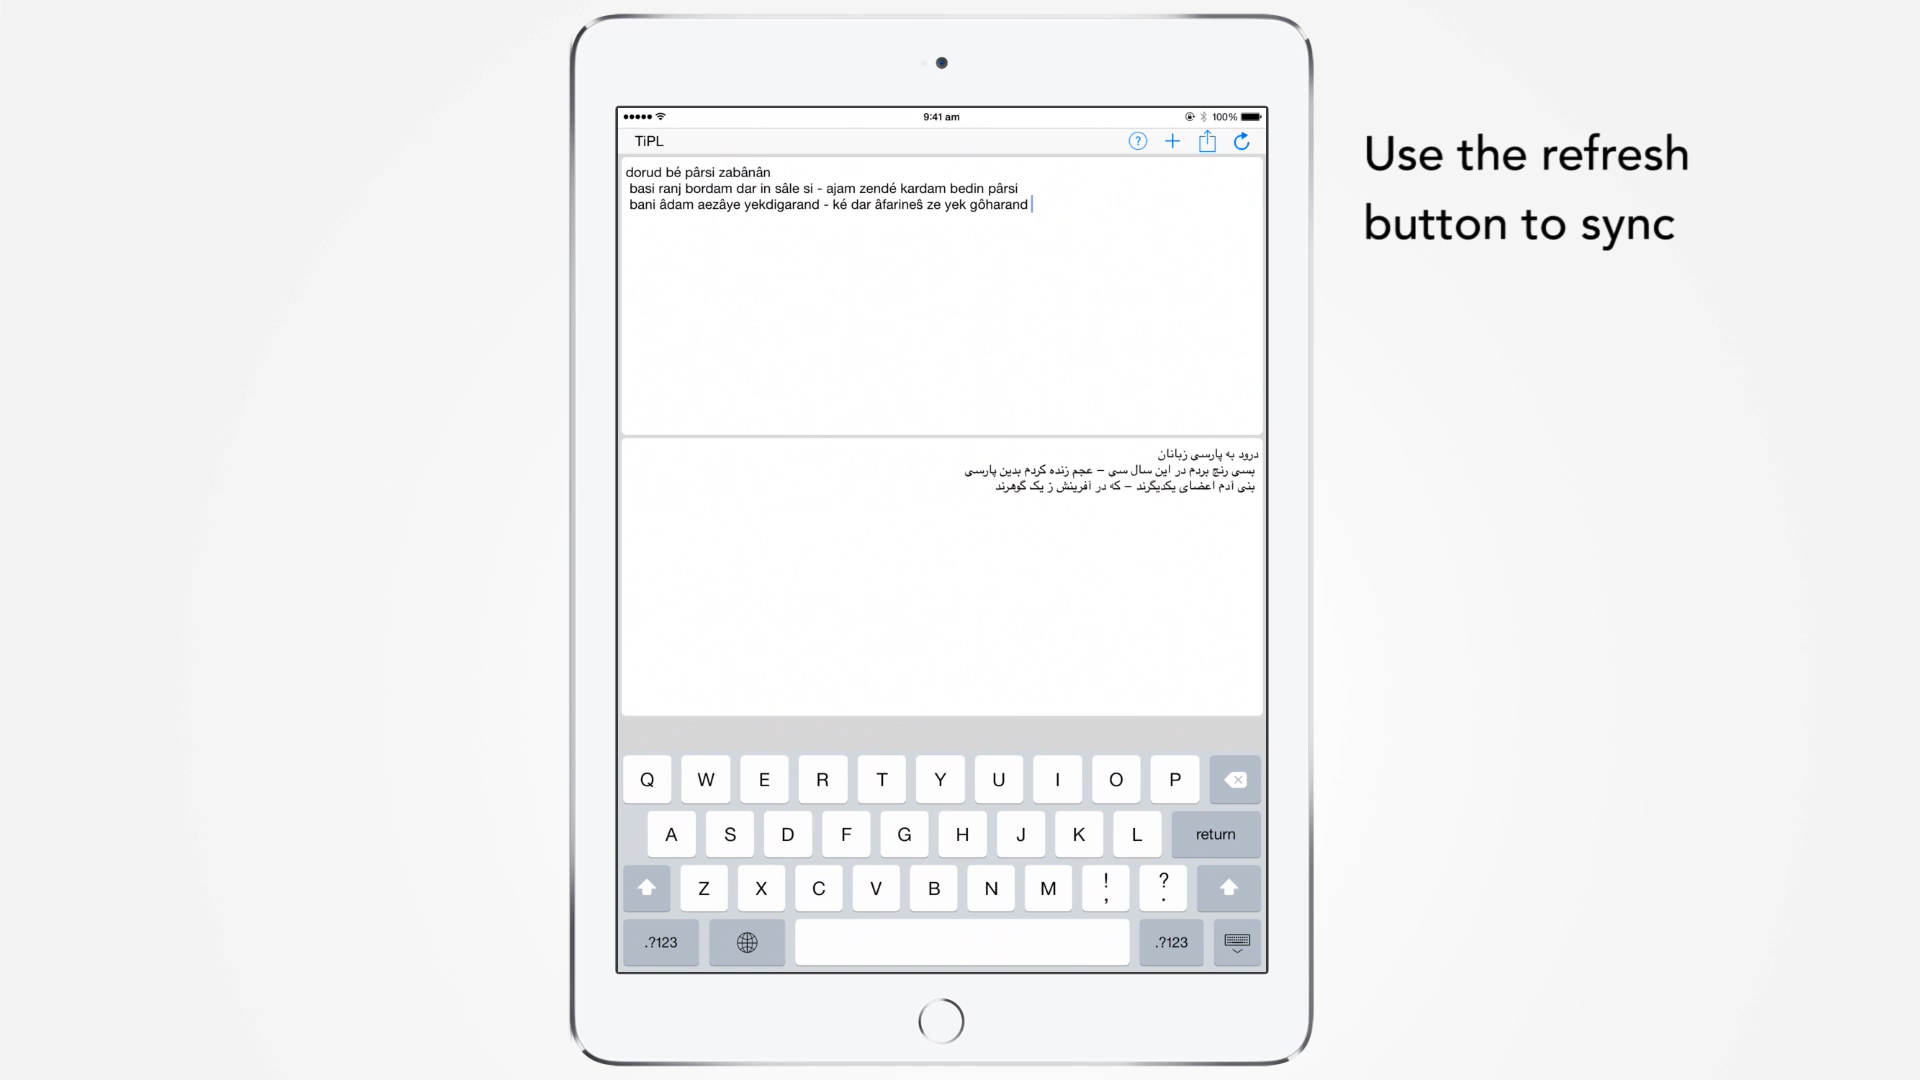 9:41 am
100%
TiPL
?
dorud bé pârsi zabânân
basi ranj bordam dar in sâle si - ajam zendé kardam bedin pârsi
bani âdam aezâye yekdigarand - ké dar âfarineŝ ze yek gôharand
درود به پارسی زبانان
بسی رنج بردم در این سال سی – عجم زنده کردم بدین پارسی
بنی آدم اعضای یکدیگرند – که در آفرینش ز یک گوهرند
Q W E R T Y U I O P
A S D F G H J K L return
Z X C V B N M ! , ? .
.?123 .?123
Use the refresh
button to sync